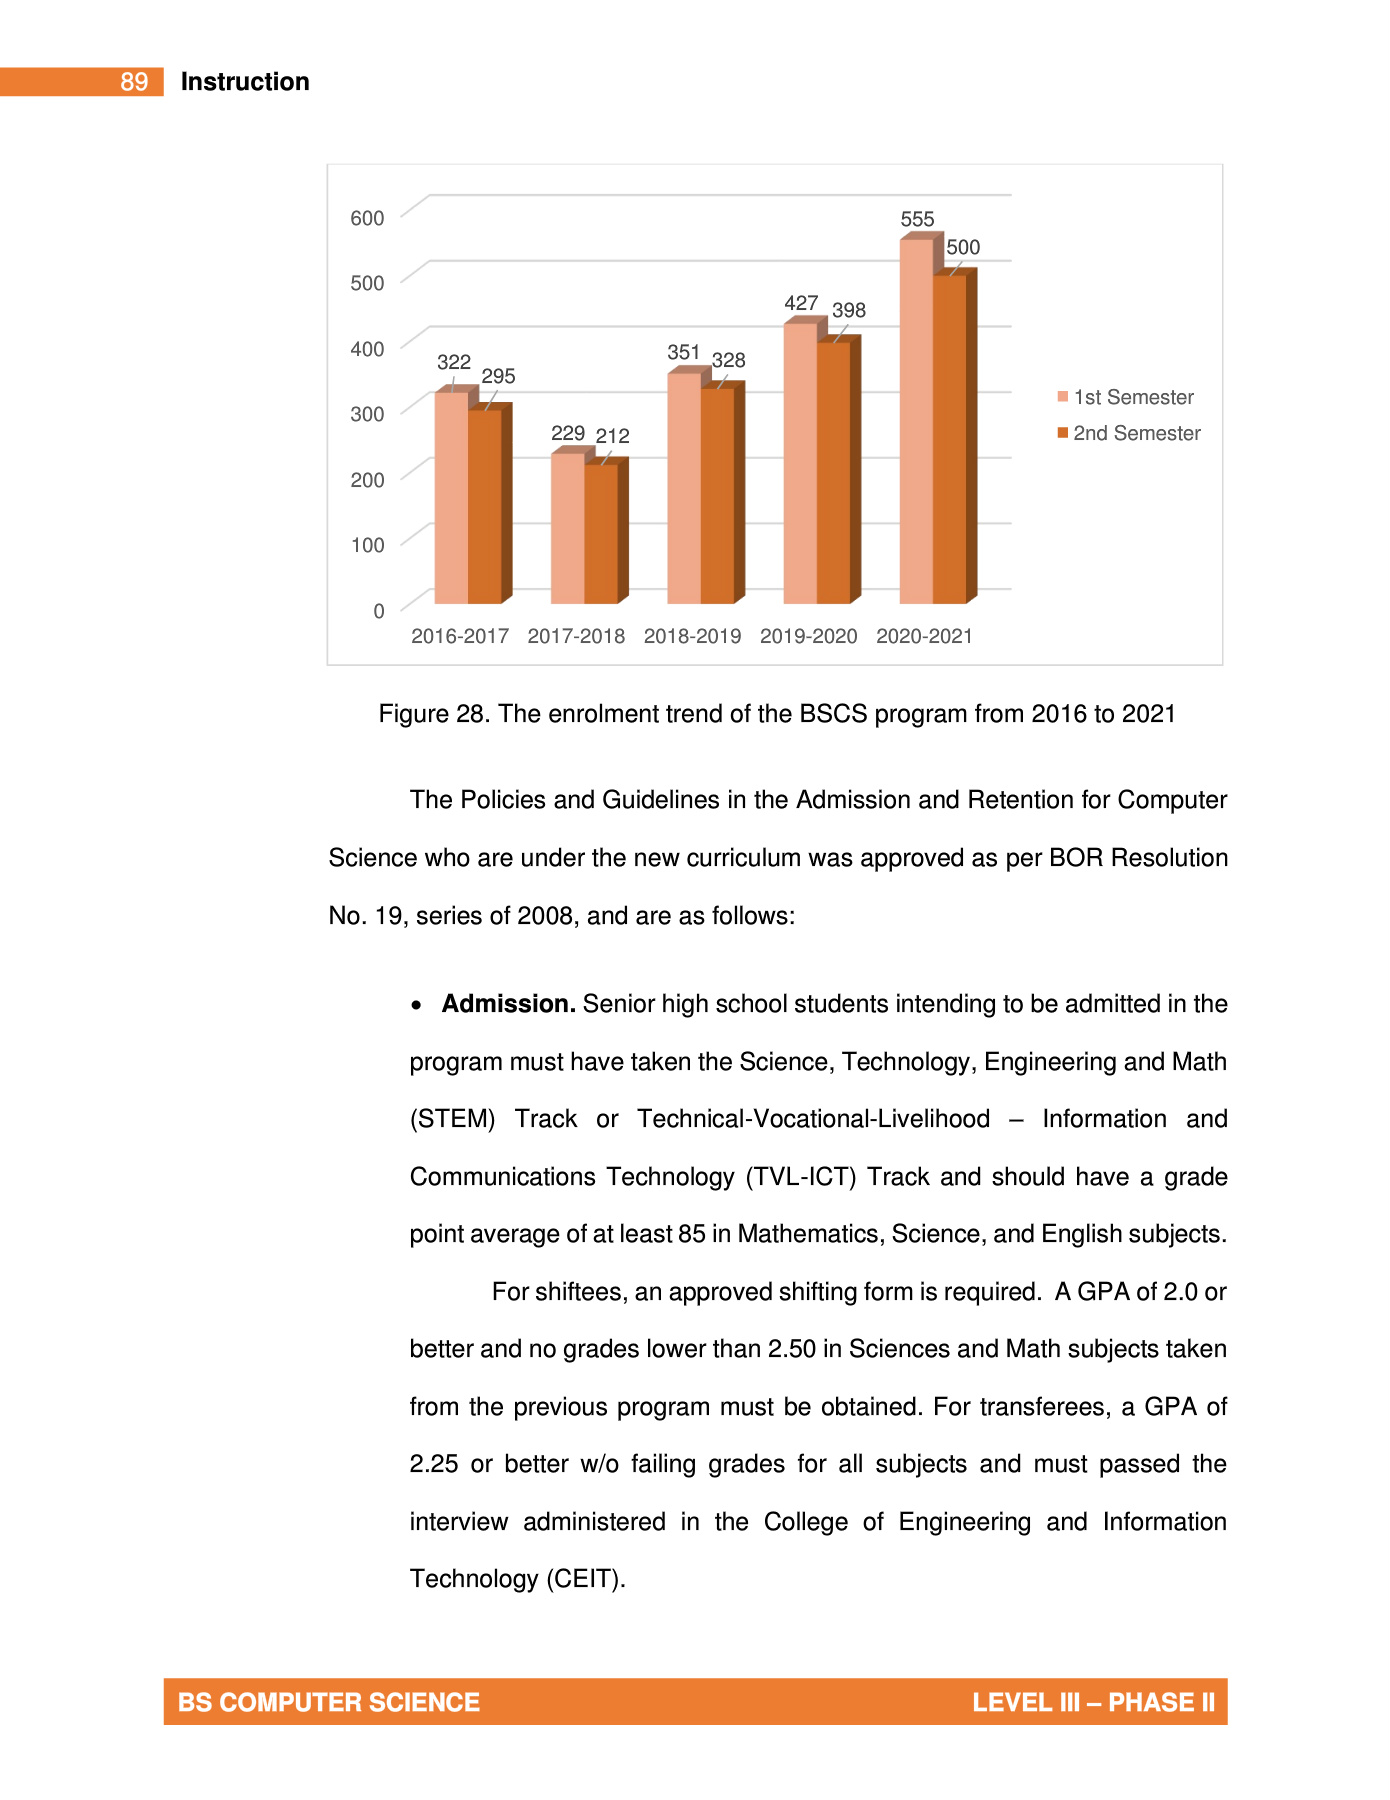 89 Instruction
600
500
400
300
200
100
0
322
295
229
212
351
328
427
398
555
500
2016-2017 2017-2018 2018-2019 2019-2020 2020-2021
1st Semester
2nd Semester
Figure 28. The enrolment trend of the BSCS program from 2016 to 2021
The Policies and Guidelines in the Admission and Retention for Computer
Science who are under the new curriculum was approved as per BOR Resolution
No. 19, series of 2008, and are as follows:
• Admission. Senior high school students intending to be admitted in the
program must have taken the Science, Technology, Engineering and Math
(STEM) Track or Technical-Vocational-Livelihood – Information and
Communications Technology (TVL-ICT) Track and should have a grade
point average of at least 85 in Mathematics, Science, and English subjects.
For shiftees, an approved shifting form is required. A GPA of 2.0 or
better and no grades lower than 2.50 in Sciences and Math subjects taken
from the previous program must be obtained. For transferees, a GPA of
2.25 or better w/o failing grades for all subjects and must passed the
interview administered in the College of Engineering and Information
Technology (CEIT).
BS COMPUTER SCIENCE LEVEL III – PHASE II